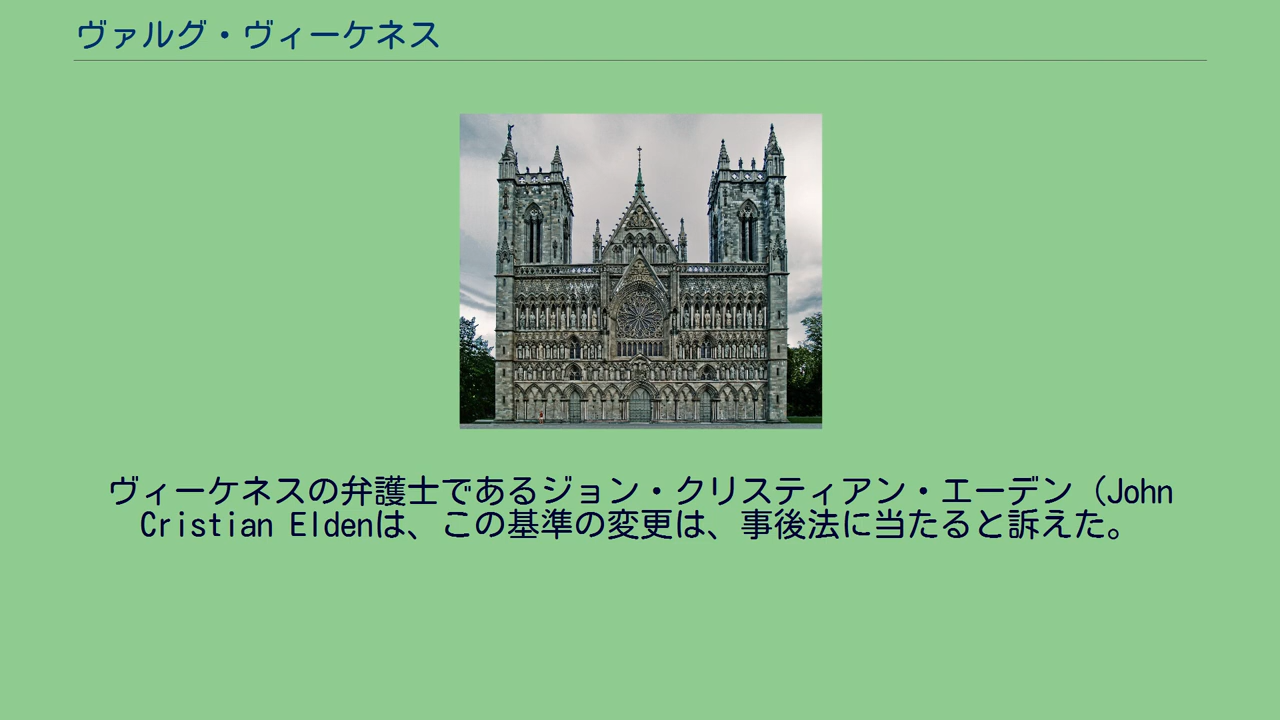 ヴァルグ・ヴィーケネス
ヴィーケネスの弁護士であるジョン・クリスティアン・エーデン（John
Cristian Eldenは、この基準の変更は、事後法に当たると訴えた。